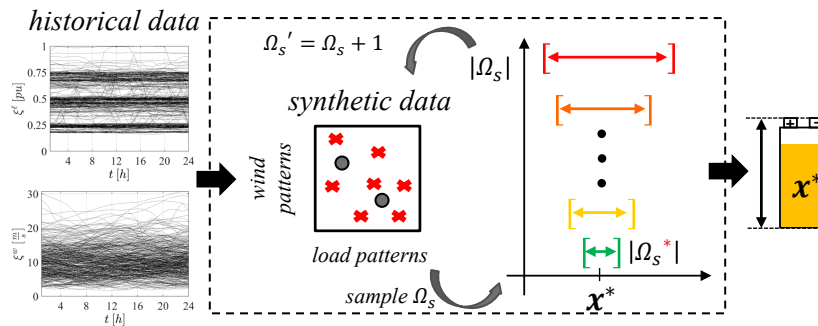 historical data
1
0.75
0.5
0.25
ξ^ℓ [pu]
4 8 12 16 20 24
t [h]
30
20
10
0
ξ^w [m/s]
4 8 12 16 20 24
t [h]
Ω_s' = Ω_s + 1
synthetic data
wind
patterns
load patterns
sample Ω_s
|Ω_s|
|Ω_s*|
x*
+ −
x*